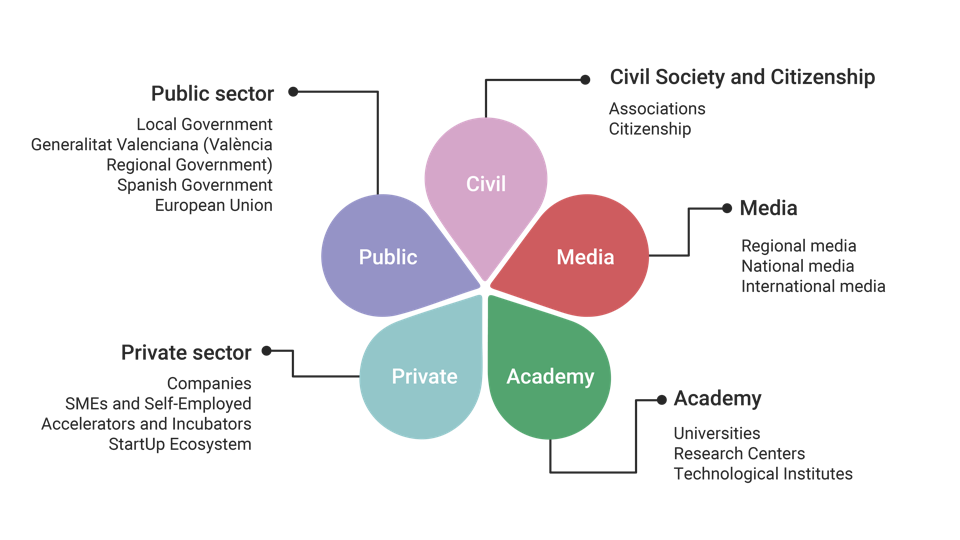 Public sector
Local Government
Generalitat Valenciana (València
Regional Government)
Spanish Government
European Union
Civil Society and Citizenship
Associations
Citizenship
Civil
Public
Media
Media
Regional media
National media
International media
Private sector
Companies
SMEs and Self-Employed
Accelerators and Incubators
StartUp Ecosystem
Private
Academy
Academy
Universities
Research Centers
Technological Institutes